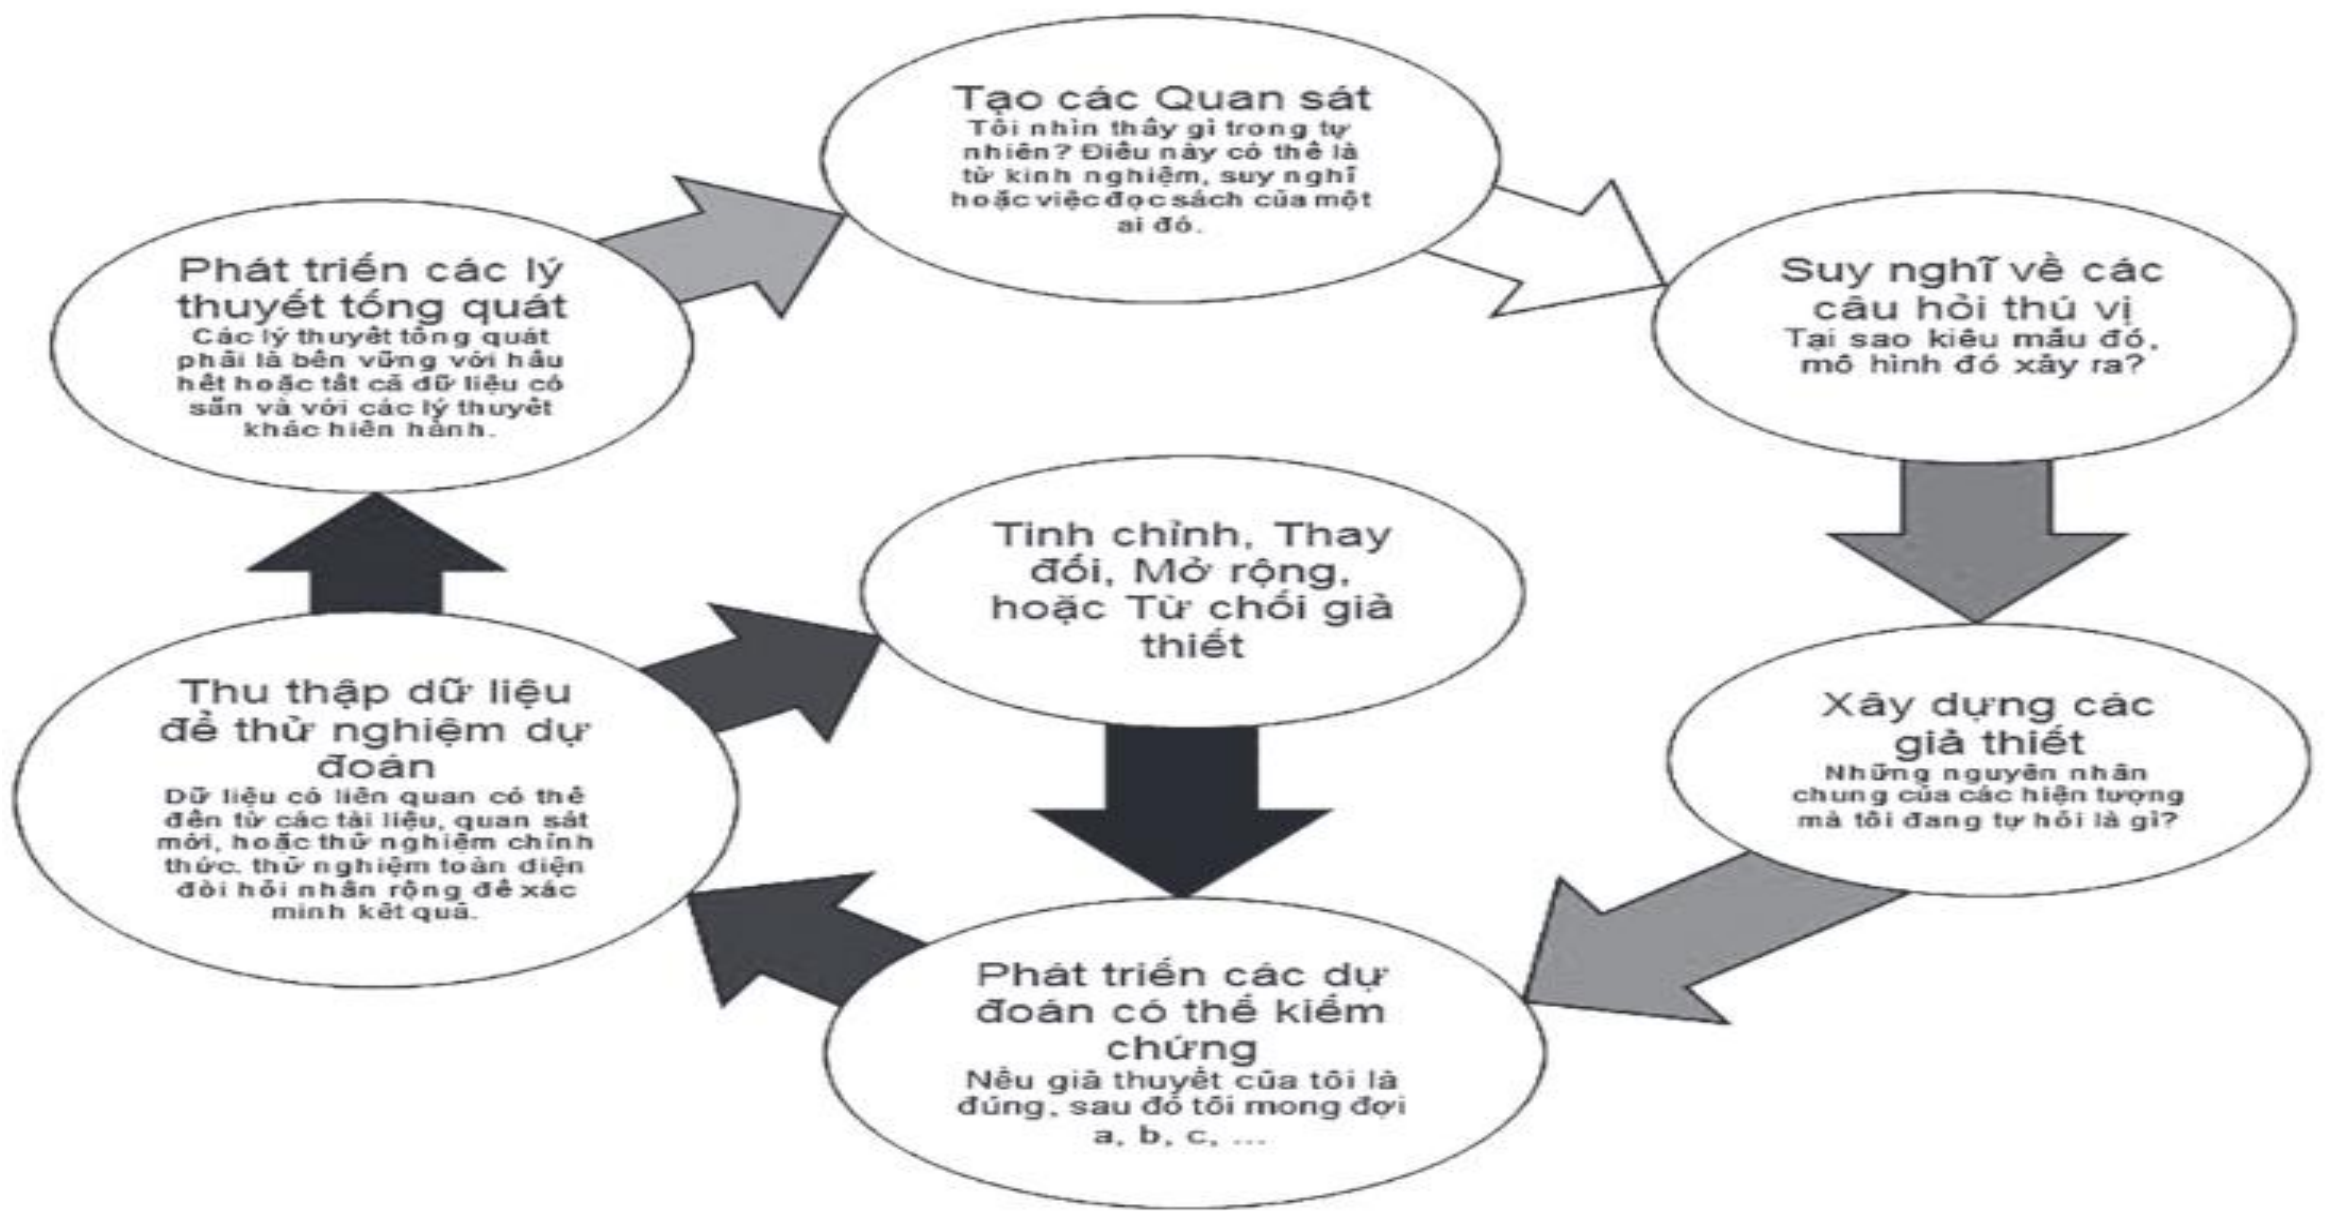 Tạo các Quan sát
Tôi nhìn thấy gì trong tự
nhiên? Điều này có thể là
từ kinh nghiệm, suy nghĩ
hoặc việc đọc sách của một
ai đó.
Suy nghĩ về các
câu hỏi thú vị
Tại sao kiểu mẫu đó,
mô hình đó xảy ra?
Xây dựng các
giả thiết
Những nguyên nhân
chung của các hiện tượng
mà tôi đang tự hỏi là gì?
Phát triển các dự
đoán có thể kiểm
chứng
Nếu giả thuyết của tôi là
đúng, sau đó tôi mong đợi
a, b, c, ...
Thu thập dữ liệu
để thử nghiệm dự
đoán
Dữ liệu có liên quan có thể
đến từ các tài liệu, quan sát
mới, hoặc thử nghiệm chính
thức. thử nghiệm toàn diện
đòi hỏi nhân rộng để xác
minh kết quả.
Tinh chỉnh, Thay
đổi, Mở rộng,
hoặc Từ chối giả
thiết
Phát triển các lý
thuyết tổng quát
Các lý thuyết tổng quát
phải là bền vững với hầu
hết hoặc tất cả dữ liệu có
sẵn và với các lý thuyết
khác hiện hành.